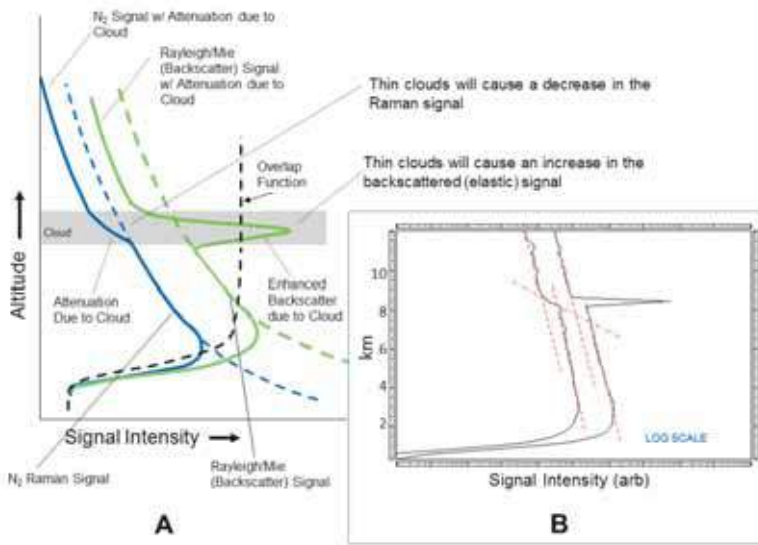 N₂ Signal w/ Attenuation due to
Cloud
Rayleigh/Mie
(Backscatter) Signal
w/ Attenuation due to
Cloud
Thin clouds will cause a decrease in the
Raman signal
Overlap
Function
Thin clouds will cause an increase in the
backscattered (elastic) signal
Cloud
Altitude
Attenuation
Due to Cloud
Enhanced
Backscatter
due to Cloud
Signal Intensity
N₂ Raman Signal
Rayleigh/Mie
(Backscatter) Signal
A
10
8
km
6
4
2
LOG SCALE
Signal Intensity (arb)
B